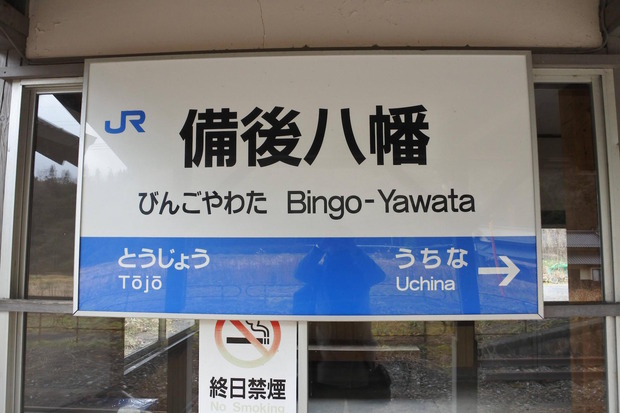 JR
備後八幡
びんごやわた Bingo-Yawata
とうじょう うちな →
Tōjō Uchina
終日禁煙
No Smoking